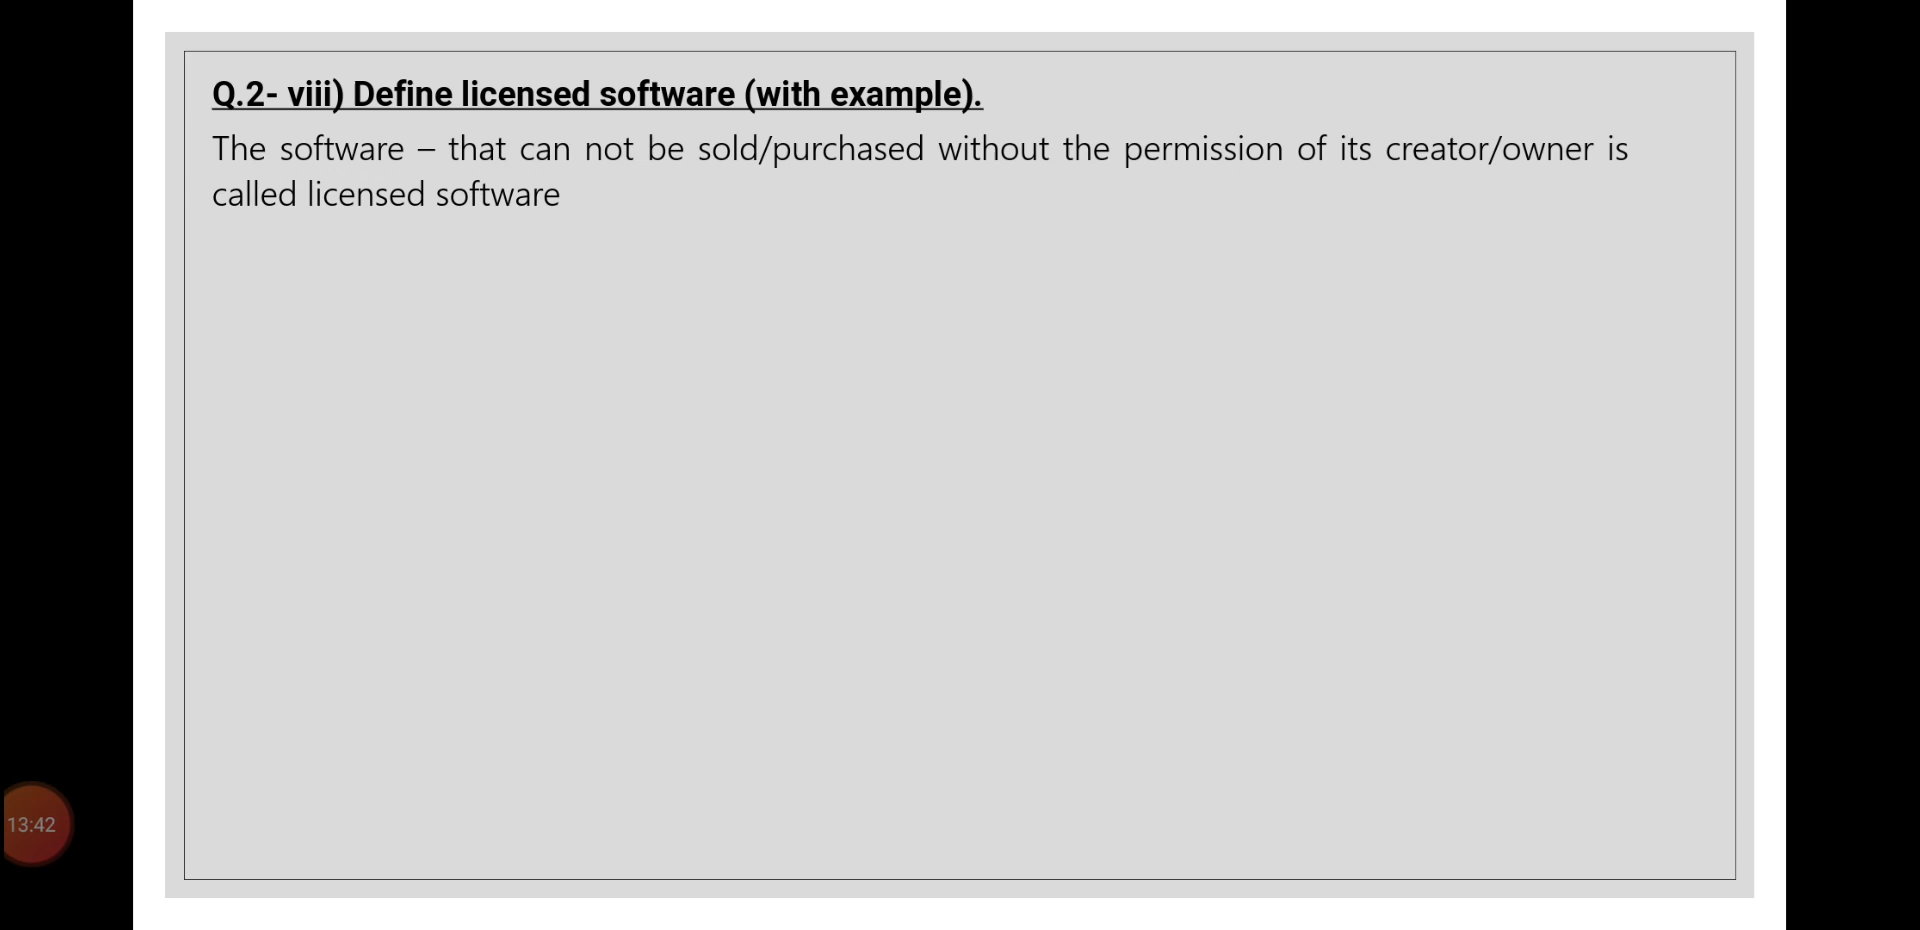 Q.2- viii) Define licensed software (with example).
The software – that can not be sold/purchased without the permission of its creator/owner is
called licensed software
13:42